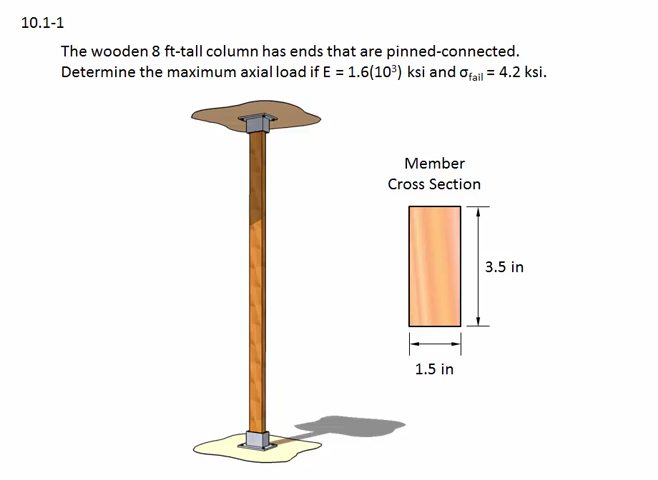 10.1-1
The wooden 8 ft-tall column has ends that are pinned-connected.
Determine the maximum axial load if E = 1.6(10³) ksi and σfail = 4.2 ksi.
Member
Cross Section
3.5 in
1.5 in